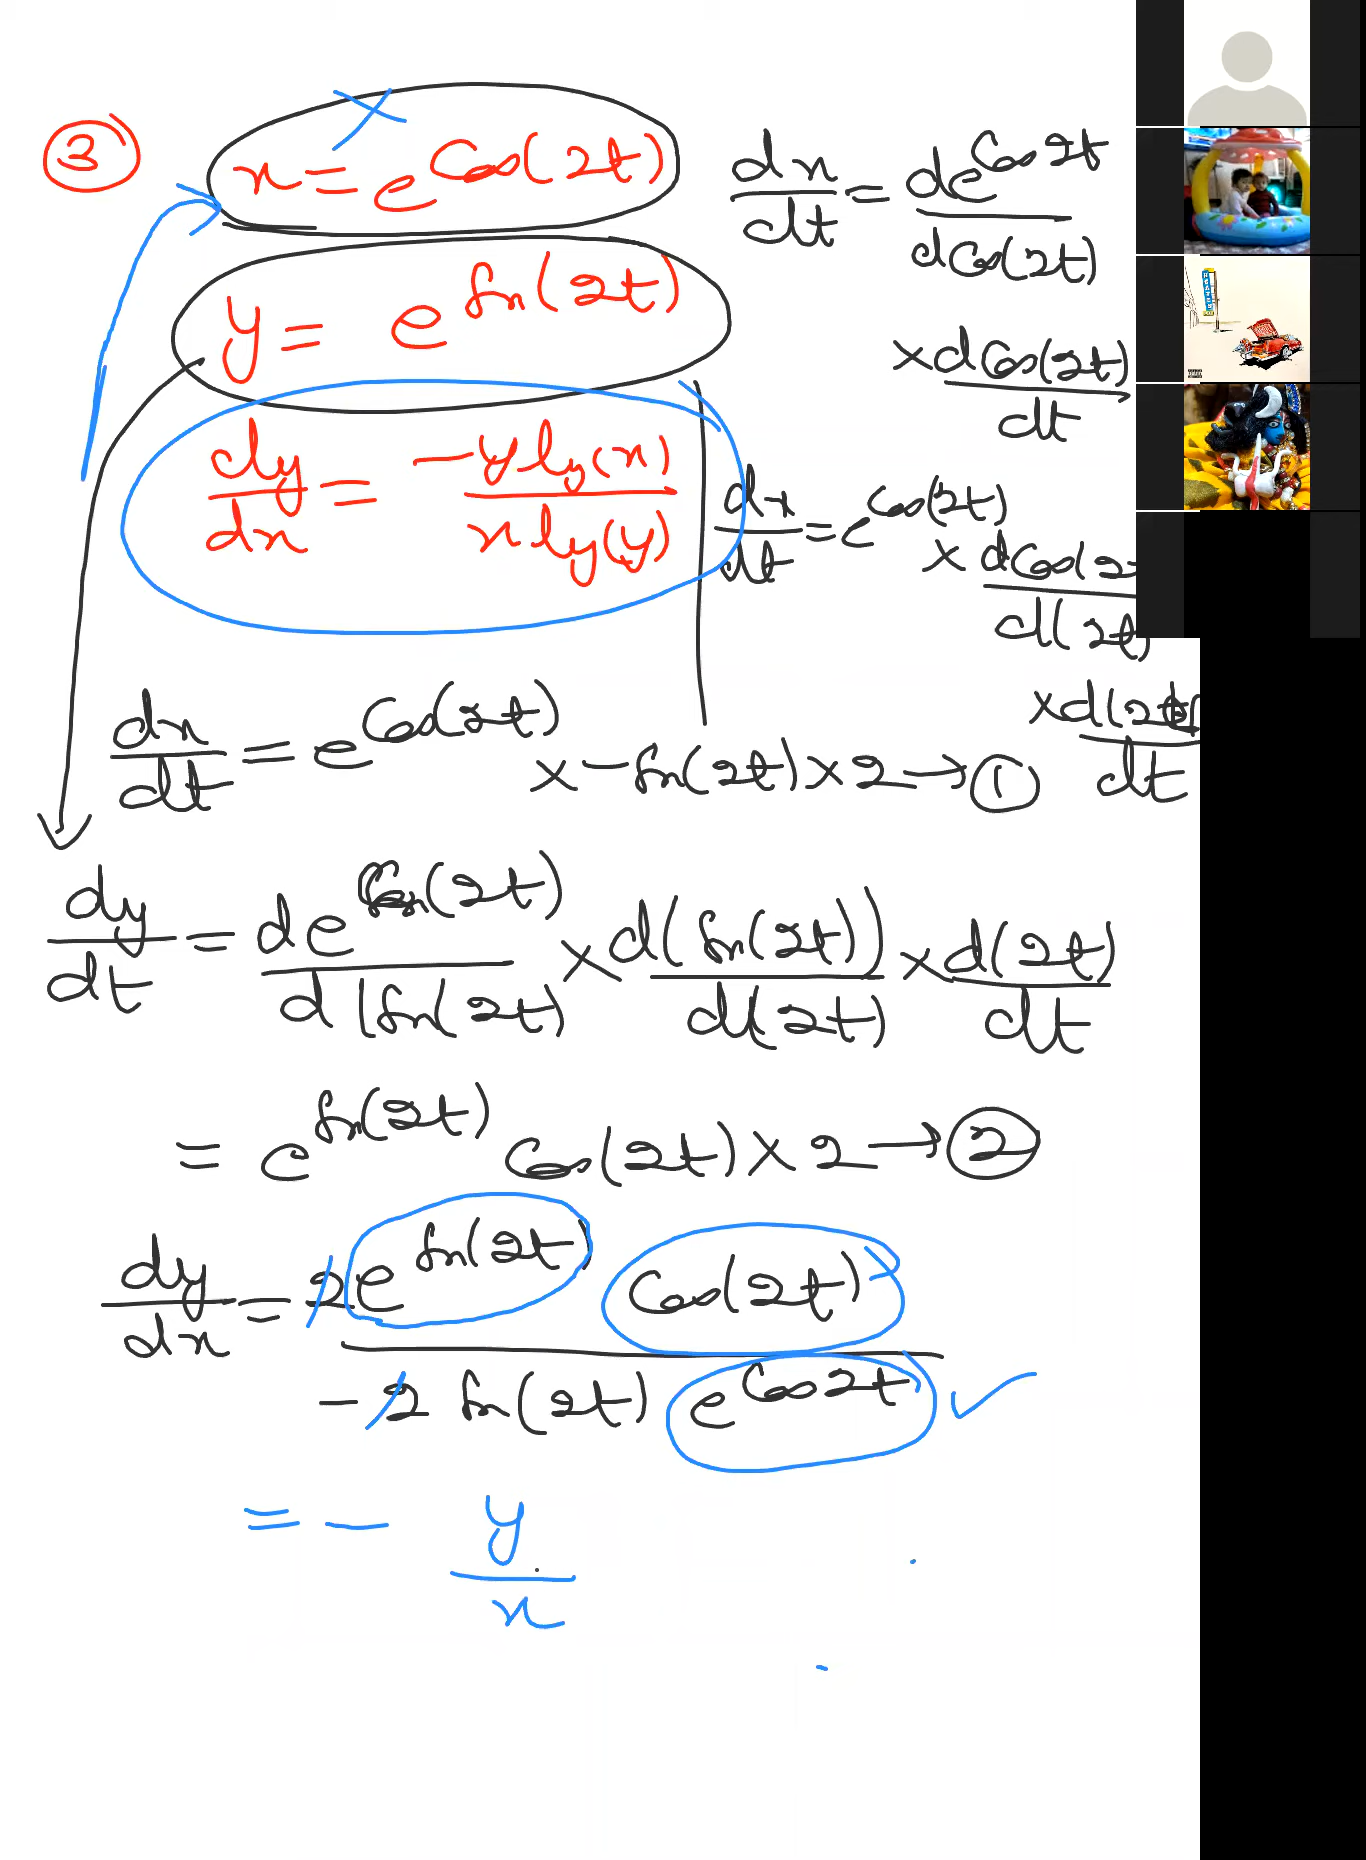 ③ x = e^cos(2t)
y = e^sin(2t)
dy/dx = -y log(x) / x log(y)
dx/dt = de^cos2t / dcos(2t)
× dcos(2t) / dt
dx/dt = e^cos(2t)
× dcos(2 / d(2t)
× d(2t) / dt
dx/dt = e^cos(2t) × -sin(2t) × 2 → ①
dy/dt = de^sin(2t) / d(sin(2t) × d(sin(2t)) / d(2t) × d(2t) / dt
= e^sin(2t) cos(2t) × 2 → ②
dy/dx = 2e^sin(2t) cos(2t) / -2 sin(2t) e^cos2t ✓
= - y/x